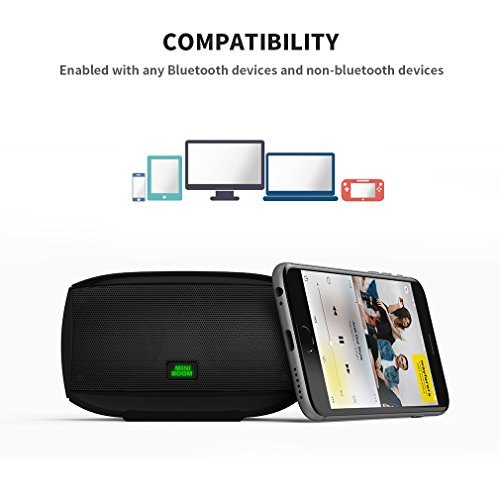 COMPATIBILITY
Enabled with any Bluetooth devices and non-bluetooth devices
MINI
BOOM